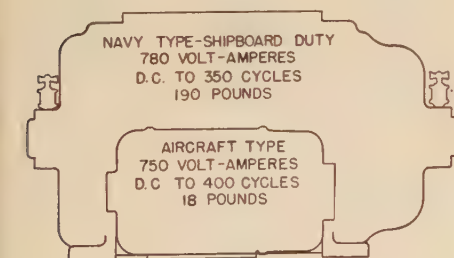 NAVY TYPE-SHIPBOARD DUTY
780 VOLT-AMPERES
D.C. TO 350 CYCLES
190 POUNDS
AIRCRAFT TYPE
750 VOLT-AMPERES
D.C TO 400 CYCLES
18 POUNDS